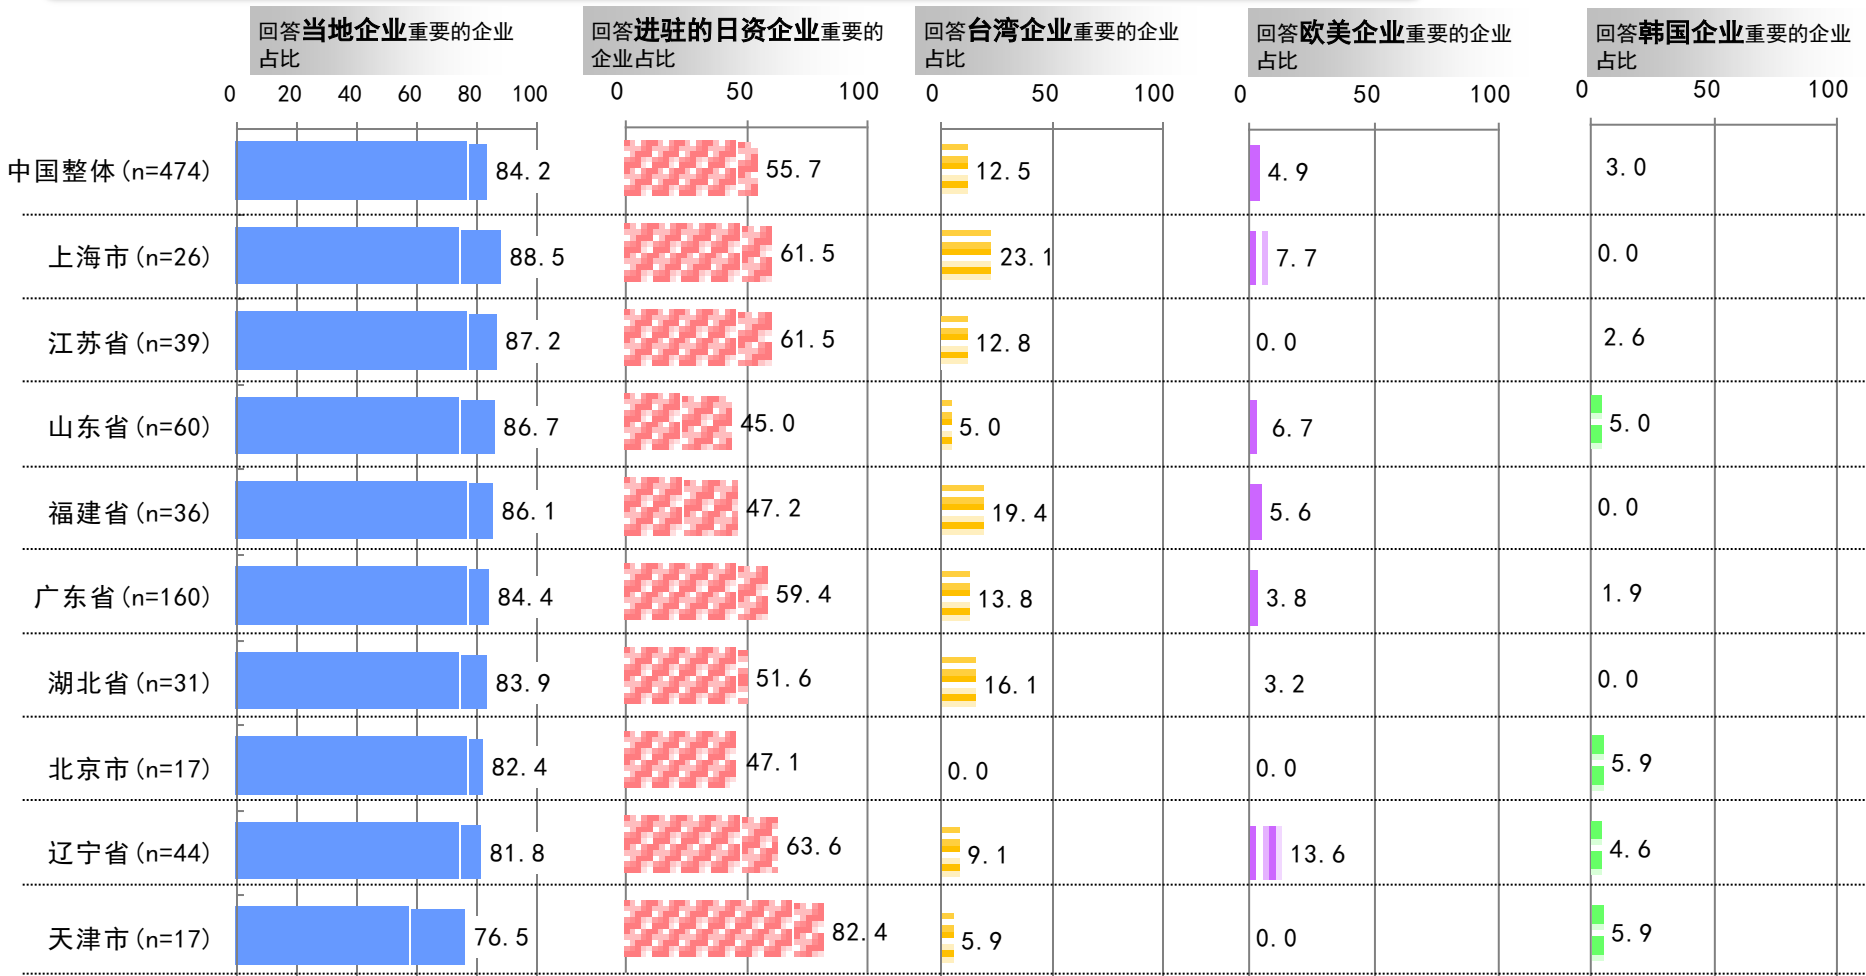 回答当地企业重要的企业
占比
回答进驻的日资企业重要的
企业占比
回答台湾企业重要的企业
占比
回答欧美企业重要的企业
占比
回答韩国企业重要的企业
占比
0 20 40 60 80 100
0 50 100
0 50 100
0 50 100
0 50 100
中国整体(n=474) 84.2 55.7 12.5 4.9 3.0
上海市(n=26) 88.5 61.5 23.1 7.7 0.0
江苏省(n=39) 87.2 61.5 12.8 0.0 2.6
山东省(n=60) 86.7 45.0 5.0 6.7 5.0
福建省(n=36) 86.1 47.2 19.4 5.6 0.0
广东省(n=160) 84.4 59.4 13.8 3.8 1.9
湖北省(n=31) 83.9 51.6 16.1 3.2 0.0
北京市(n=17) 82.4 47.1 0.0 0.0 5.9
辽宁省(n=44) 81.8 63.6 9.1 13.6 4.6
天津市(n=17) 76.5 82.4 5.9 0.0 5.9